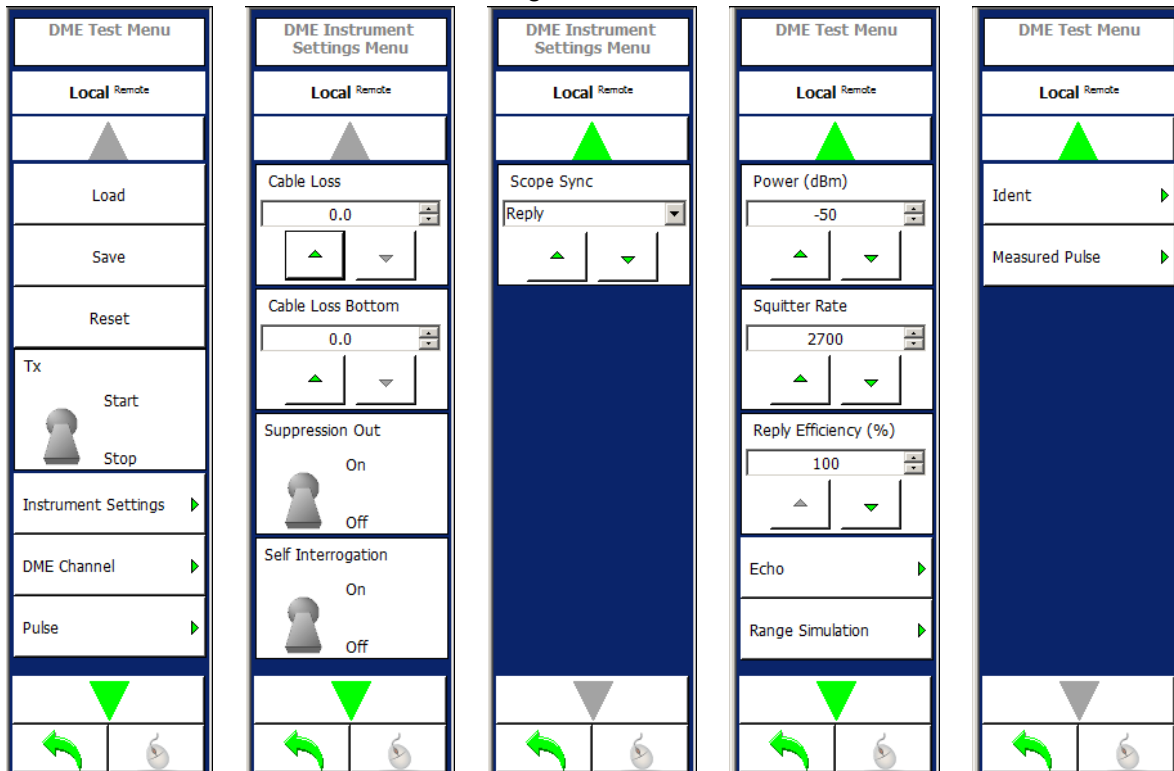 DME Test Menu
Local Remote
Load
Save
Reset
Tx
Start
Stop
Instrument Settings
DME Channel
Pulse
DME Instrument
Settings Menu
Local Remote
Cable Loss
0.0
Cable Loss Bottom
0.0
Suppression Out
On
Off
Self Interrogation
On
Off
DME Instrument
Settings Menu
Local Remote
Scope Sync
Reply
DME Test Menu
Local Remote
Power (dBm)
-50
Squitter Rate
2700
Reply Efficiency (%)
100
Echo
Range Simulation
DME Test Menu
Local Remote
Ident
Measured Pulse